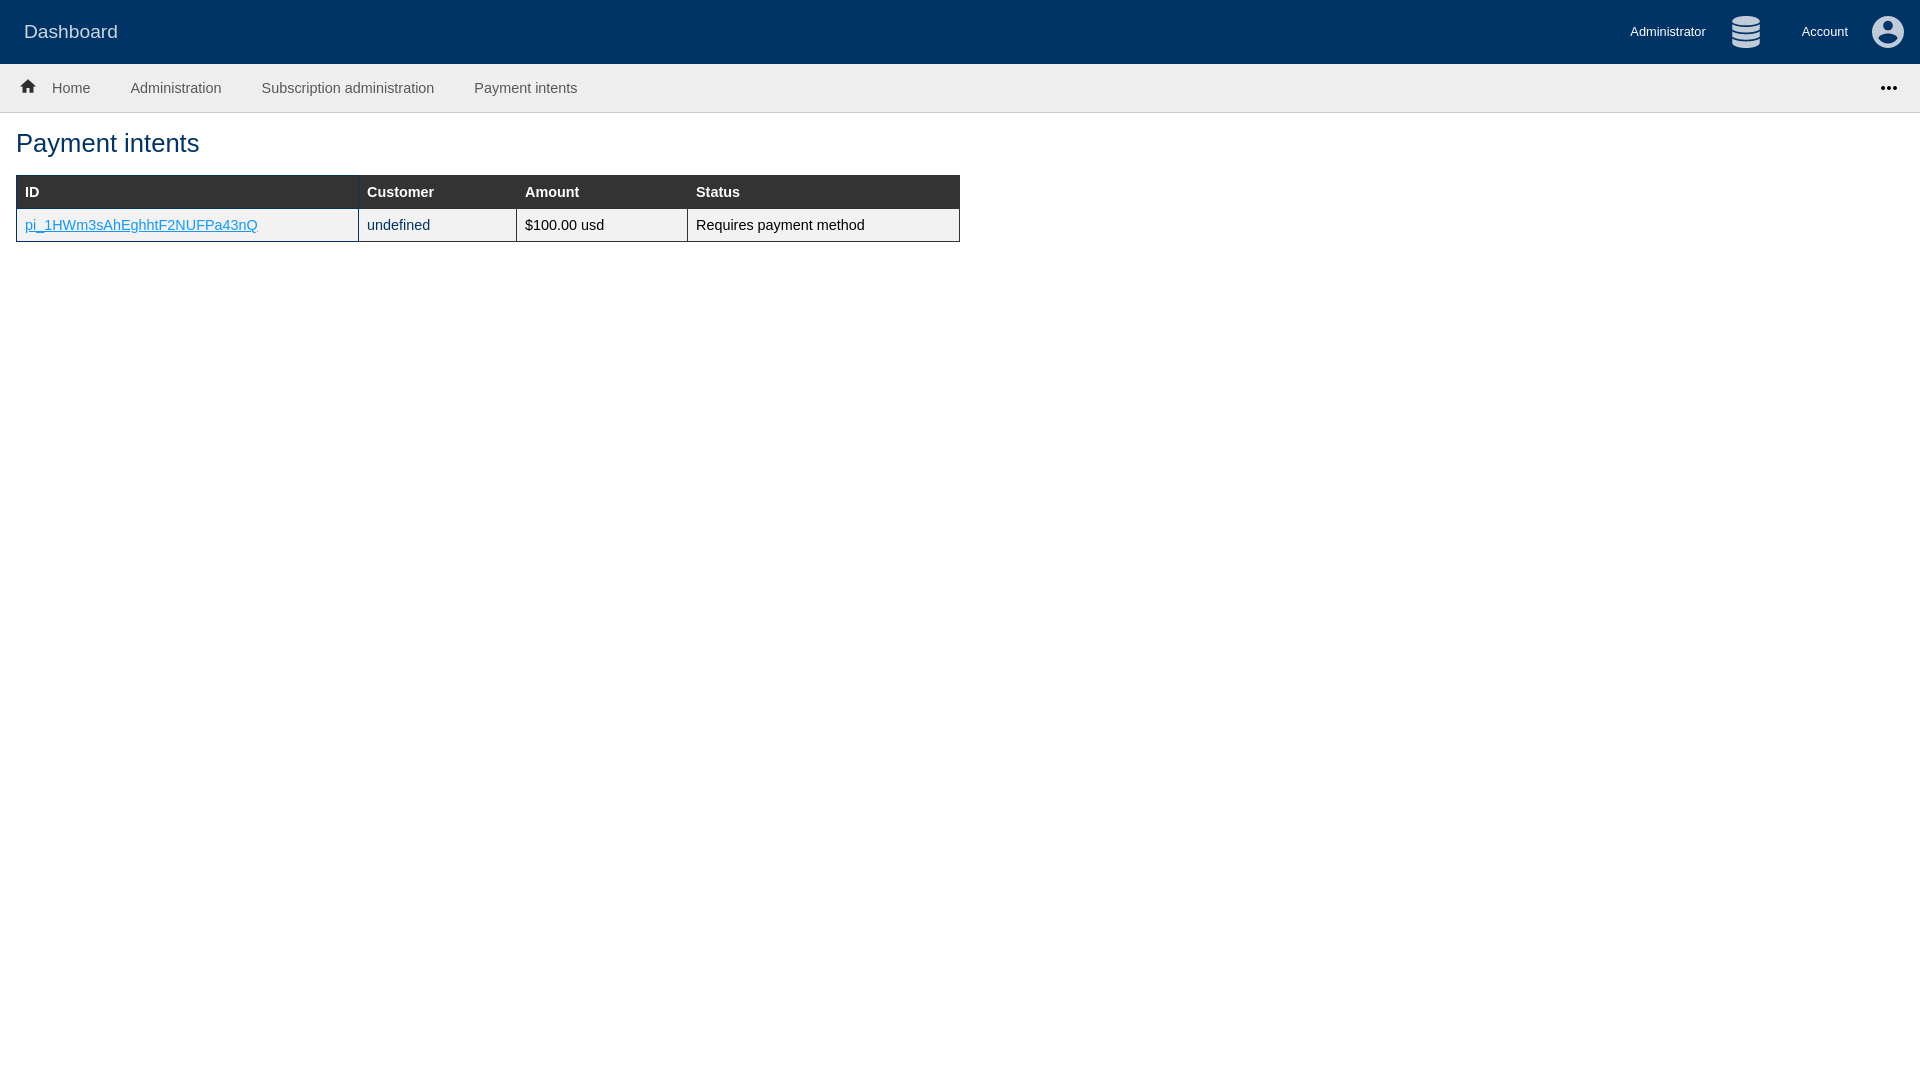 Dashboard
Administrator
Account
Home
Administration
Subscription administration
Payment intents
Payment intents
ID Customer Amount Status
pi_1HWm3sAhEghhtF2NUFPa43nQ undefined $100.00 usd Requires payment method